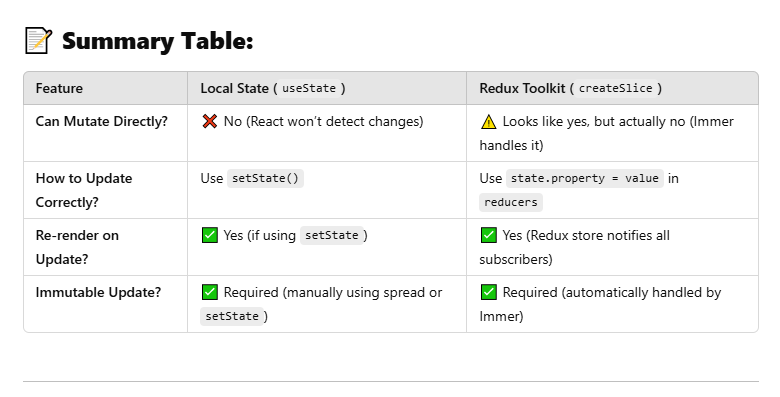 📝 Summary Table:
Feature Local State ( useState ) Redux Toolkit ( createSlice )
Can Mutate Directly? ❌ No (React won’t detect changes) ⚠️ Looks like yes, but actually no (Immer
handles it)
How to Update Use setState() Use state.property = value in
Correctly? reducers
Re-render on ✅ Yes (if using setState ) ✅ Yes (Redux store notifies all
Update? subscribers)
Immutable Update? ✅ Required (manually using spread or ✅ Required (automatically handled by
setState ) Immer)